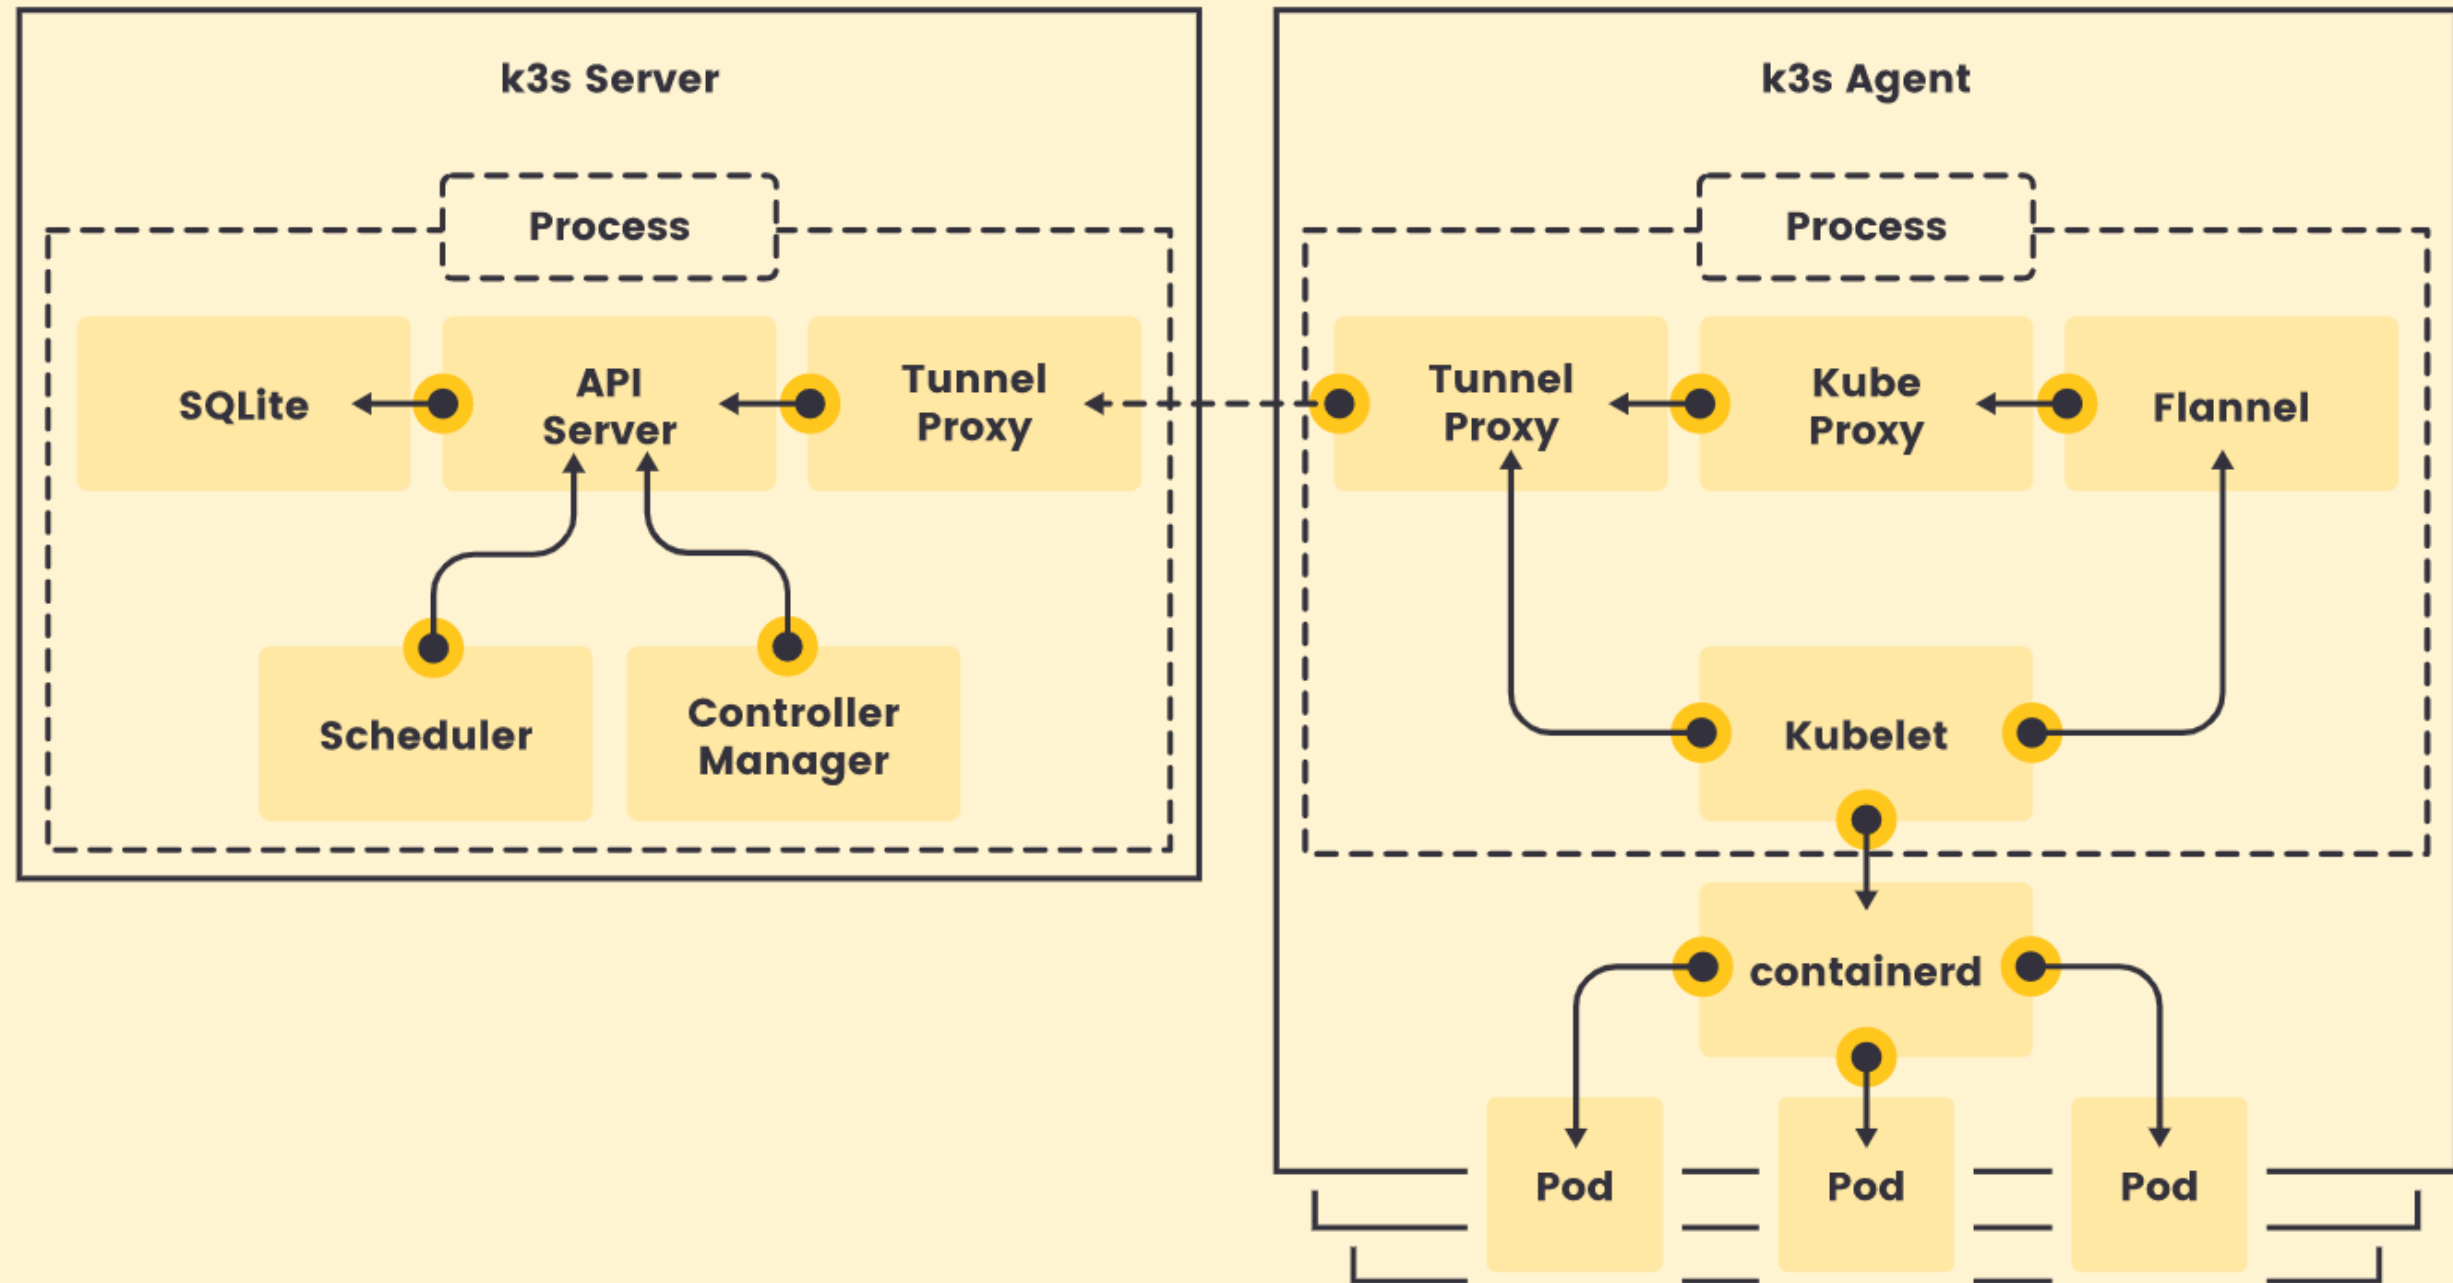 k3s Server
Process
SQLite
API
Server
Tunnel
Proxy
Scheduler
Controller
Manager
k3s Agent
Process
Tunnel
Proxy
Kube
Proxy
Flannel
Kubelet
containerd
Pod
Pod
Pod